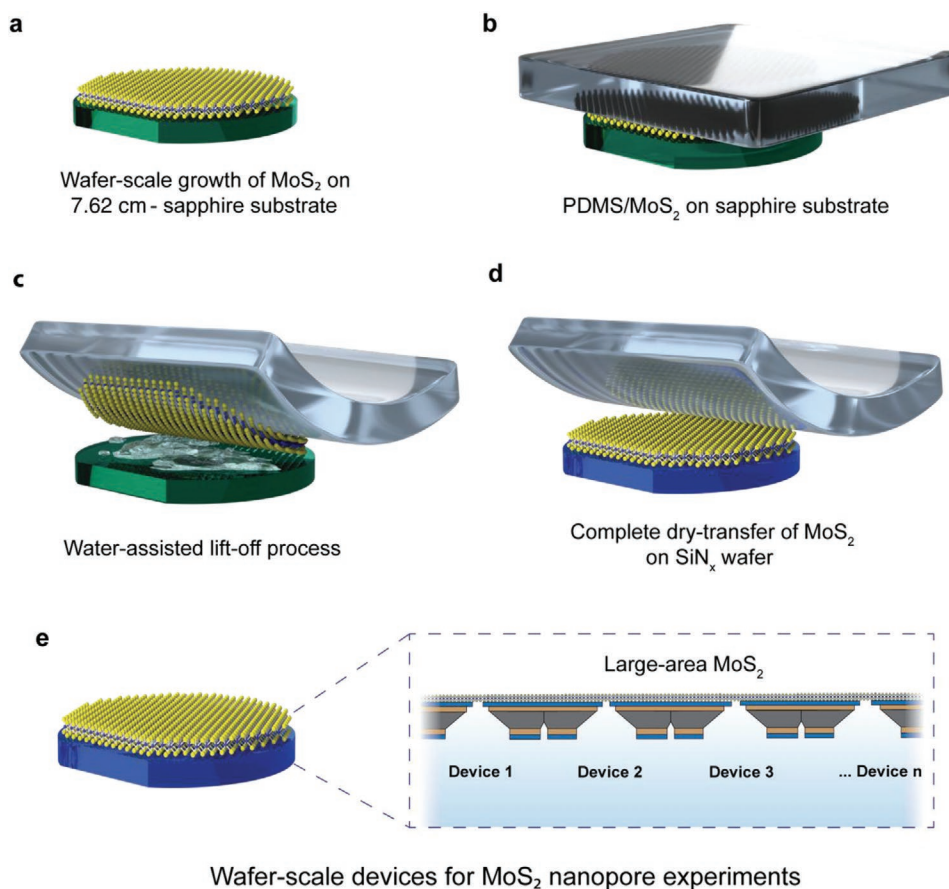 a
Wafer-scale growth of MoS₂ on
7.62 cm - sapphire substrate
b
PDMS/MoS₂ on sapphire substrate
c
Water-assisted lift-off process
d
Complete dry-transfer of MoS₂
on SiNₓ wafer
e
Large-area MoS₂
Device 1 Device 2 Device 3 ... Device n
Wafer-scale devices for MoS₂ nanopore experiments